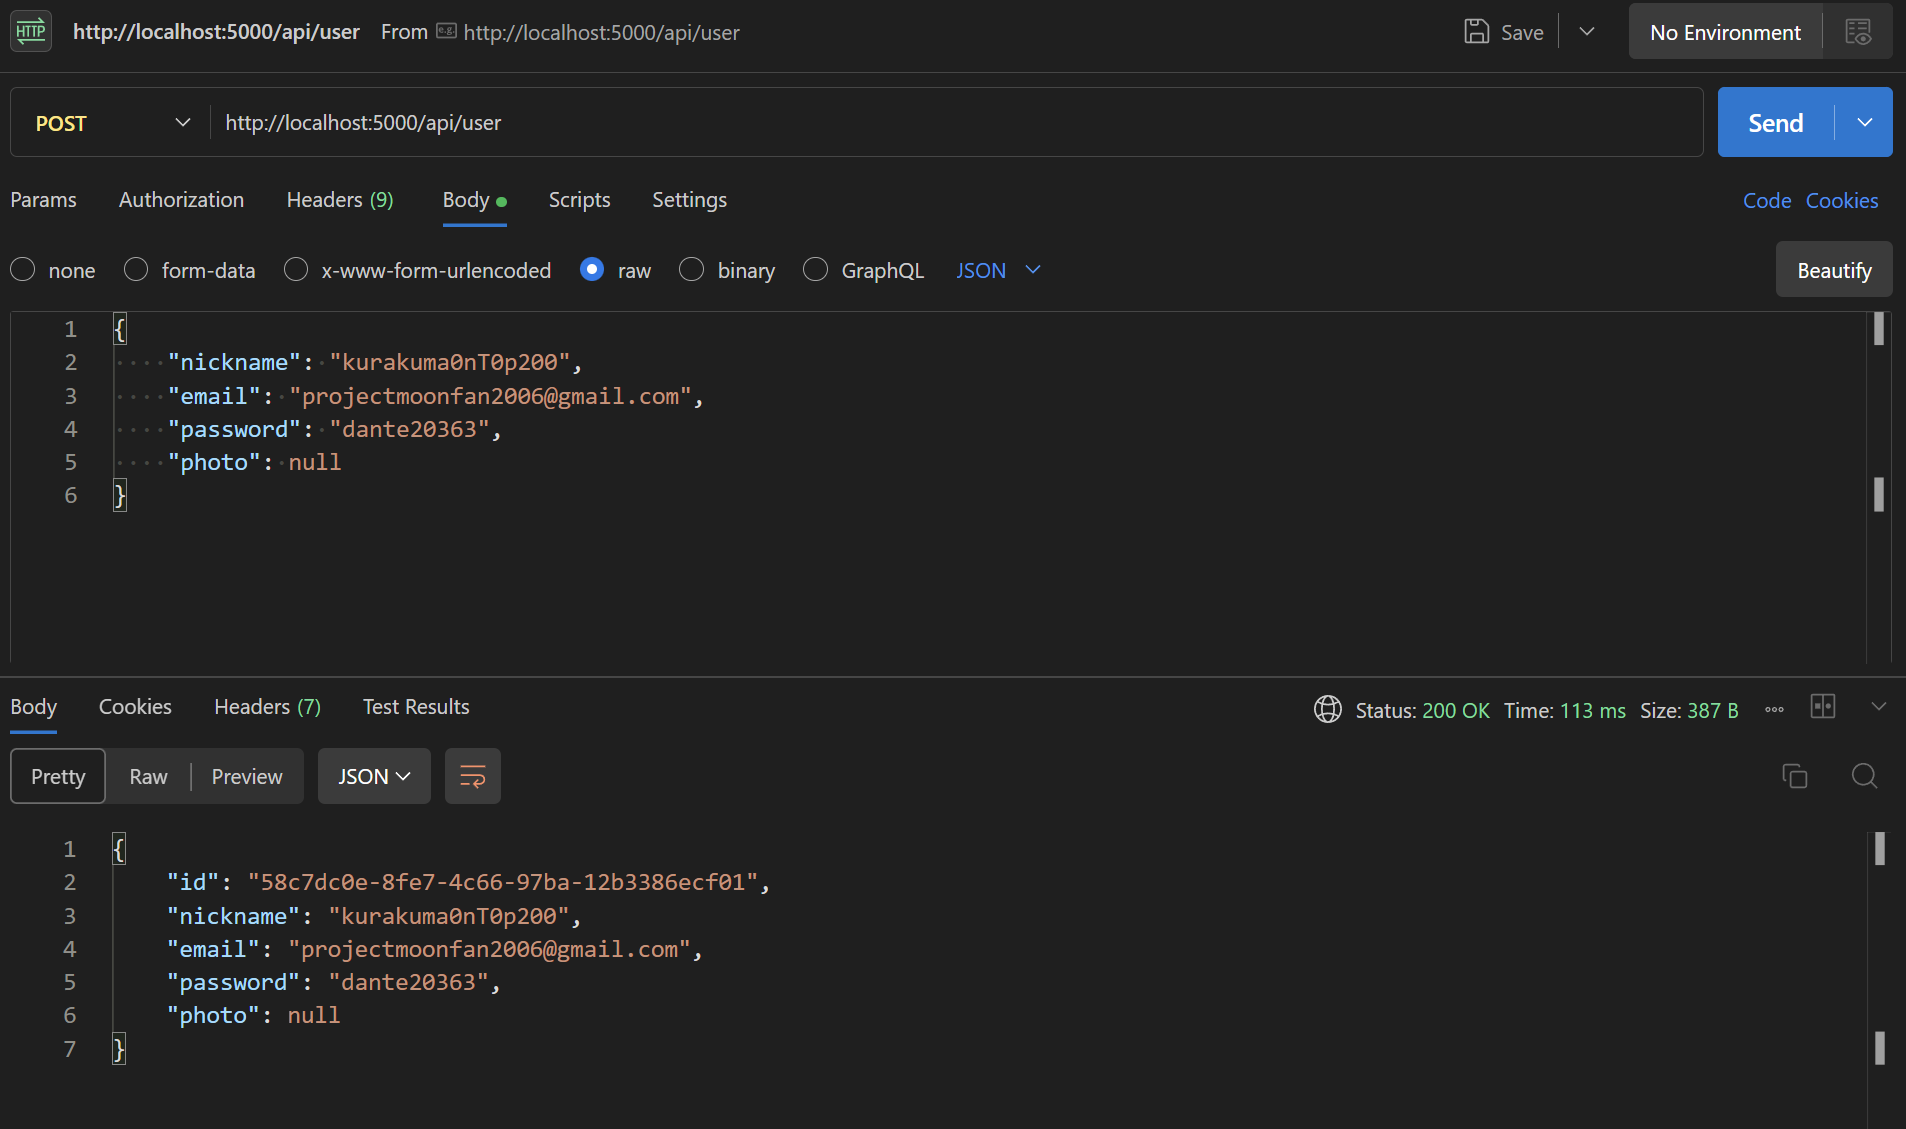 HTTP http://localhost:5000/api/user From e.g. http://localhost:5000/api/user Save No Environment
POST http://localhost:5000/api/user Send
Params Authorization Headers (9) Body Scripts Settings Code Cookies
none form-data x-www-form-urlencoded raw binary GraphQL JSON Beautify
1 {
2 "nickname": "kurakuma0nT0p200",
3 "email": "projectmoonfan2006@gmail.com",
4 "password": "dante20363",
5 "photo": null
6 }
Body Cookies Headers (7) Test Results Status: 200 OK Time: 113 ms Size: 387 B
Pretty Raw Preview JSON
1 {
2 "id": "58c7dc0e-8fe7-4c66-97ba-12b3386ecf01",
3 "nickname": "kurakuma0nT0p200",
4 "email": "projectmoonfan2006@gmail.com",
5 "password": "dante20363",
6 "photo": null
7 }